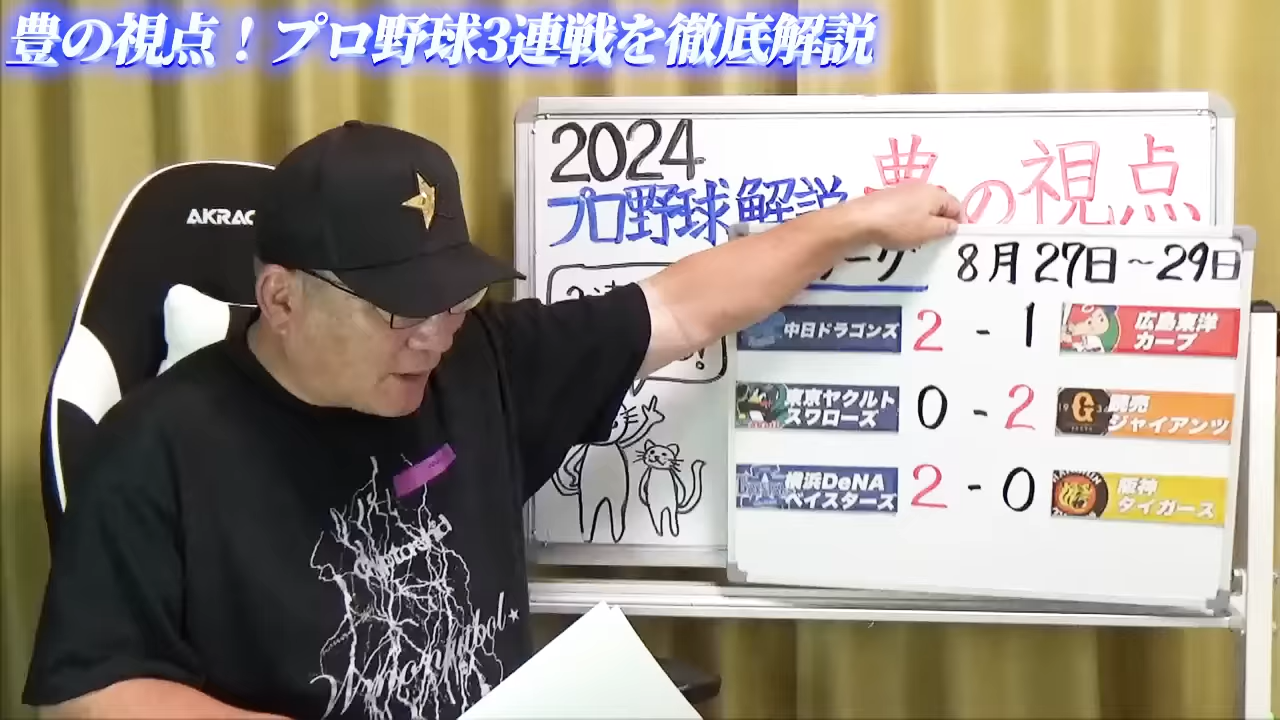 豊の視点！プロ野球3連戦を徹底解説
2024
豊の視点
プロ野球解説
8月27日～29日
AKRAC
中日ドラゴンズ 2 - 1 広島東洋
カープ
東京ヤクルト
スワローズ 0 - 2 読売
ジャイアンツ
横浜DeNA
ベイスターズ 2 - 0 阪神
タイガース